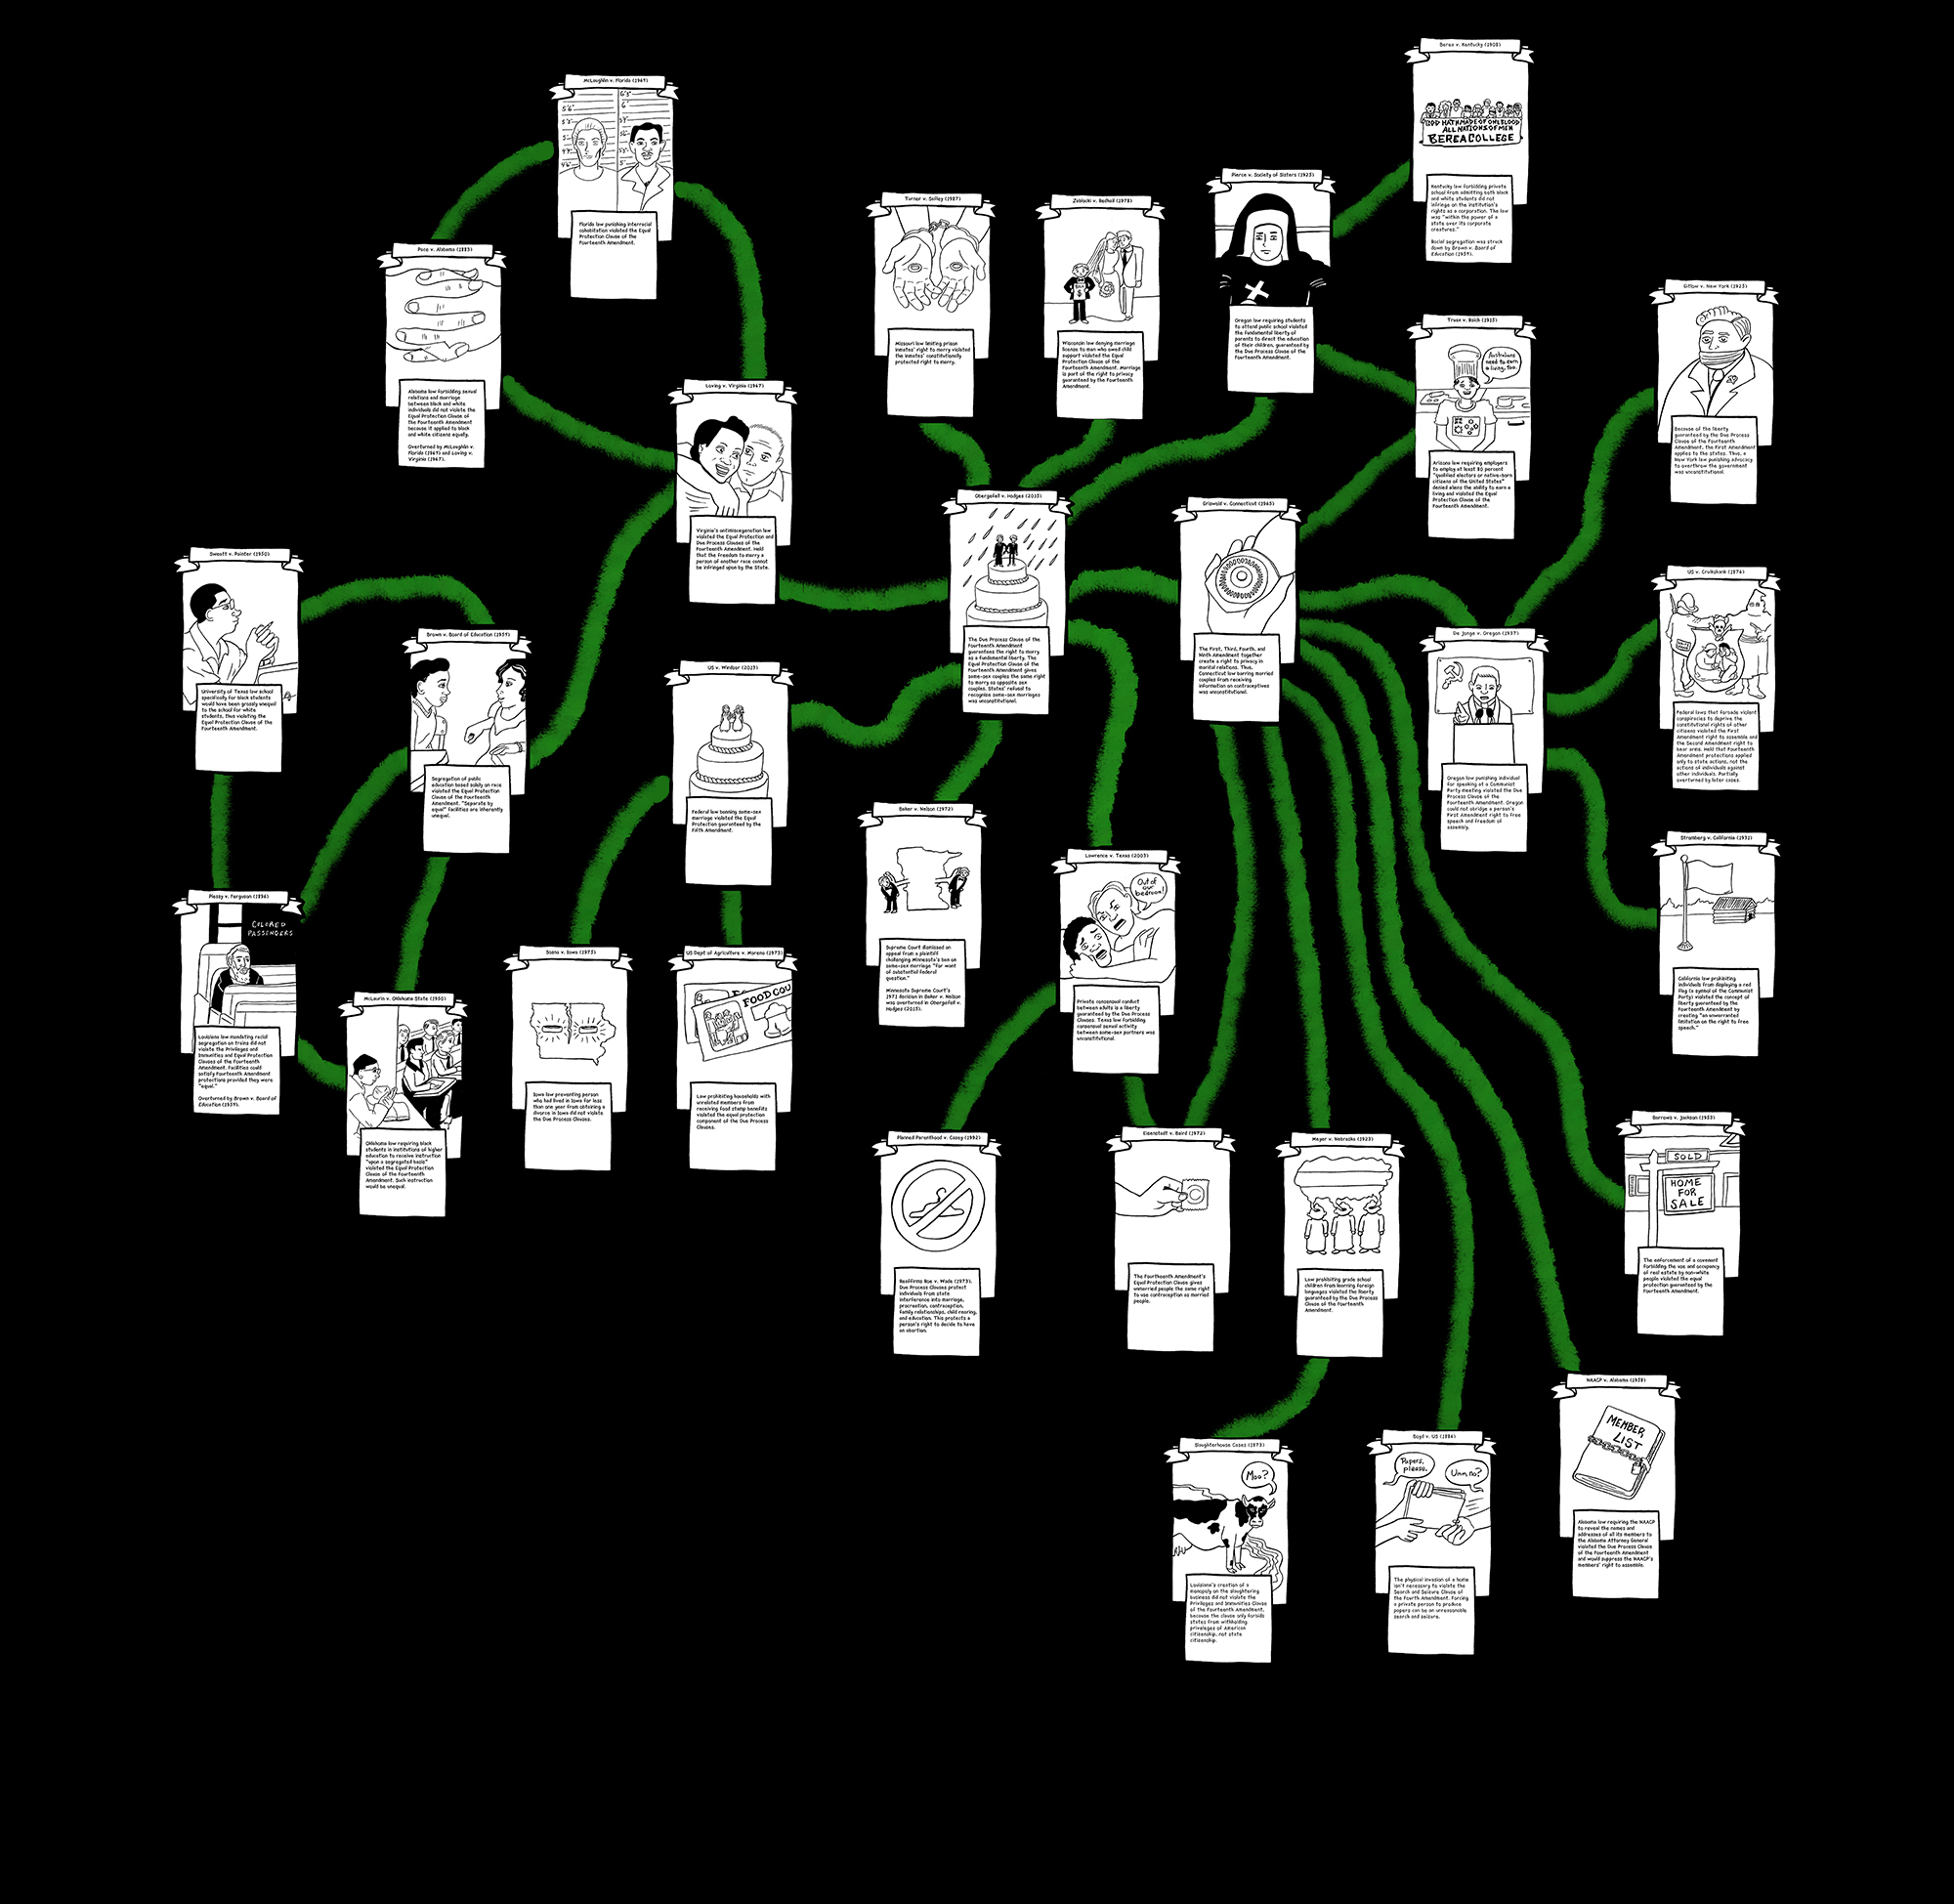 Berea v. Kentucky (1908)
GOD HATH MADE OF ONE BLOOD
ALL NATIONS OF MEN
BEREA COLLEGE
Kentucky law forbidding private
school from admitting both black
and white students did not
infringe on the institution's
rights as a corporation. The law
was "within the power of a
state over its corporate
creatures."
Racial segregation was struck
down by Brown v. Board of
Education (1954).
McLaughlin v. Florida (1964)
Florida law punishing interracial
cohabitation violated the Equal
Protection Clause of the
Fourteenth Amendment.
Pierce v. Society of Sisters (1925)
Oregon law requiring students
to attend public school violated
the fundamental liberty of
parents to direct the education
of their children, guaranteed by
the Due Process Clause of the
Fourteenth Amendment.
Turner v. Safley (1987)
Missouri law limiting prison
inmates' right to marry violated
the inmates' constitutionally
protected right to marry.
Zablocki v. Redhail (1978)
Wisconsin law denying marriage
license to men who owed child
support violated the Equal
Protection Clause of the
Fourteenth Amendment. Marriage
is part of the right to privacy
guaranteed by the Fourteenth
Amendment.
Pace v. Alabama (1883)
Alabama law forbidding sexual
relations and marriage
between black and white
individuals did not violate the
Equal Protection Clause of
the Fourteenth Amendment
because it applied to black
and white citizens equally.
Overturned by McLaughlin v.
Florida (1964) and Loving v.
Virginia (1967).
Gitlow v. New York (1925)
Because of the liberty
guaranteed by the Due Process
Clause of the Fourteenth
Amendment, the First Amendment
applies to the states. Thus, a
New York law punishing advocacy
to overthrow the government
was unconstitutional.
Truax v. Raich (1915)
Australians
need to earn
a living, too.
Arizona law requiring employers
to employ at least 80 percent
"qualified electors or native-born
citizens of the United States"
denied aliens the ability to earn a
living and violated the Equal
Protection Clause of the
Fourteenth Amendment.
Loving v. Virginia (1967)
Virginia's antimiscegenation law
violated the Equal Protection and
Due Process Clauses of the
Fourteenth Amendment. Held
that the freedom to marry a
person of another race cannot
be infringed upon by the State.
Obergefell v. Hodges (2015)
The Due Process Clause of the
Fourteenth Amendment
guarantees the right to marry
as a fundamental liberty. The
Equal Protection Clause of the
Fourteenth Amendment gives
same-sex couples the same right
to marry as opposite sex
couples. States' refusal to
recognize same-sex marriages
was unconstitutional.
Griswold v. Connecticut (1965)
The First, Third, Fourth, and
Ninth Amendment together
create a right to privacy in
marital relations. Thus,
Connecticut law barring married
couples from receiving
information on contraceptives
was unconstitutional.
Sweatt v. Painter (1950)
University of Texas law school
specifically for black students
would have been grossly unequal
to the school for white
students, thus violating the
Equal Protection Clause of the
Fourteenth Amendment.
US v. Cruikshank (1876)
Federal laws that forbade violent
conspiracies to deprive the
constitutional rights of other
citizens violated the First
Amendment right to assemble and
the Second Amendment right to
bear arms. Held that Fourteenth
Amendment protections applied
only to state actions, not the
actions of individuals against
other individuals. Partially
overturned by later cases.
Brown v. Board of Education (1954)
Segregation of public
education based solely on race
violated the Equal Protection
Clause of the Fourteenth
Amendment. "Separate by
equal" facilities are inherently
unequal.
De Jonge v. Oregon (1937)
Oregon law punishing individual
for speaking at a Communist
Party meeting violated the Due
Process Clause of the
Fourteenth Amendment. Oregon
could not abridge a person's
First Amendment right to free
speech and freedom of
assembly.
US v. Windsor (2013)
Federal law banning same-sex
marriage violated the Equal
Protection guaranteed by the
Fifth Amendment.
Baker v. Nelson (1972)
Supreme Court dismissed an
appeal from a plaintiff
challenging Minnesota's ban on
same-sex marriage "for want
of substantial federal
question."
Minnesota Supreme Court's
1971 decision in Baker v. Nelson
was overturned in Obergefell v.
Hodges (2015).
Stromberg v. California (1931)
California law prohibiting
individuals from displaying a red
flag (a symbol of the Communist
Party) violated the concept of
liberty guaranteed by the
Fourteenth Amendment by
creating "an unwarranted
limitation on the right to free
speech."
Lawrence v. Texas (2003)
Out of
our
bedroom!
Private consensual conduct
between adults is a liberty
guaranteed by the Due Process
Clauses. Texas law forbidding
consensual sexual activity
between same-sex partners was
unconstitutional.
Plessy v. Ferguson (1896)
COLORED
PASSENGERS
Louisiana law mandating racial
segregation on trains did not
violate the Privileges and
Immunities and Equal Protection
Clauses of the Fourteenth
Amendment. Facilities could
satisfy Fourteenth Amendment
protections provided they were
"equal."
Overturned by Brown v. Board of
Education (1954).
Sosna v. Iowa (1975)
Iowa law preventing person
who had lived in Iowa for less
than one year from obtaining a
divorce in Iowa did not violate
the Due Process Clauses.
US Dept of Agriculture v. Moreno (1973)
FOOD COU
Law prohibiting households with
unrelated members from
receiving food stamp benefits
violated the equal protection
component of the Due Process
Clauses.
McLaurin v. Oklahoma State (1950)
Oklahoma law requiring black
students in institutions of higher
education to receive instruction
"upon a segregated basis"
violated the Equal Protection
Clause of the Fourteenth
Amendment. Such instruction
would be unequal.
Barrows v. Jackson (1953)
SOLD
HOME
FOR
SALE
The enforcement of a covenant
forbidding the use and occupancy
of real estate by non-white
people violated the equal
protection guaranteed by the
Fourteenth Amendment.
Planned Parenthood v. Casey (1992)
Reaffirms Roe v. Wade (1973).
Due Process Clauses protect
individuals from state
interference into marriage,
procreation, contraception,
family relationships, child rearing,
and education. This protects a
person's right to decide to have
an abortion.
Eisenstadt v. Baird (1972)
The Fourthteenth Amendment's
Equal Protection Clause gives
unmarried people the same right
to use contraception as married
people.
Meyer v. Nebraska (1923)
Law prohibiting grade school
children from learning foreign
languages violated the liberty
guaranteed by the Due Process
Clause of the Fourteenth
Amendment.
NAACP v. Alabama (1958)
MEMBER
LIST
Alabama law requiring the NAACP
to reveal the names and
addresses of all its members to
the Alabama Attorney General
violated the Due Process Clause
of the Fourteenth Amendment
and would suppress the NAACP's
members' right to assemble.
Slaughterhouse Cases (1873)
Moo?
Louisiana's creation of a
monopoly on the slaughtering
business did not violate the
Privileges and Immunities Clause
of the Fourteenth Amendment,
because the clause only forbids
states from withholding
privileges of American
citizenship, not state
citizenship.
Boyd v. US (1886)
Papers,
please.
Umm, no?
The physical invasion of a home
isn't necessary to violate the
Search and Seizure Clause of
the Fourth Amendment. Forcing
a private person to produce
papers can be an unreasonable
search and seizure.